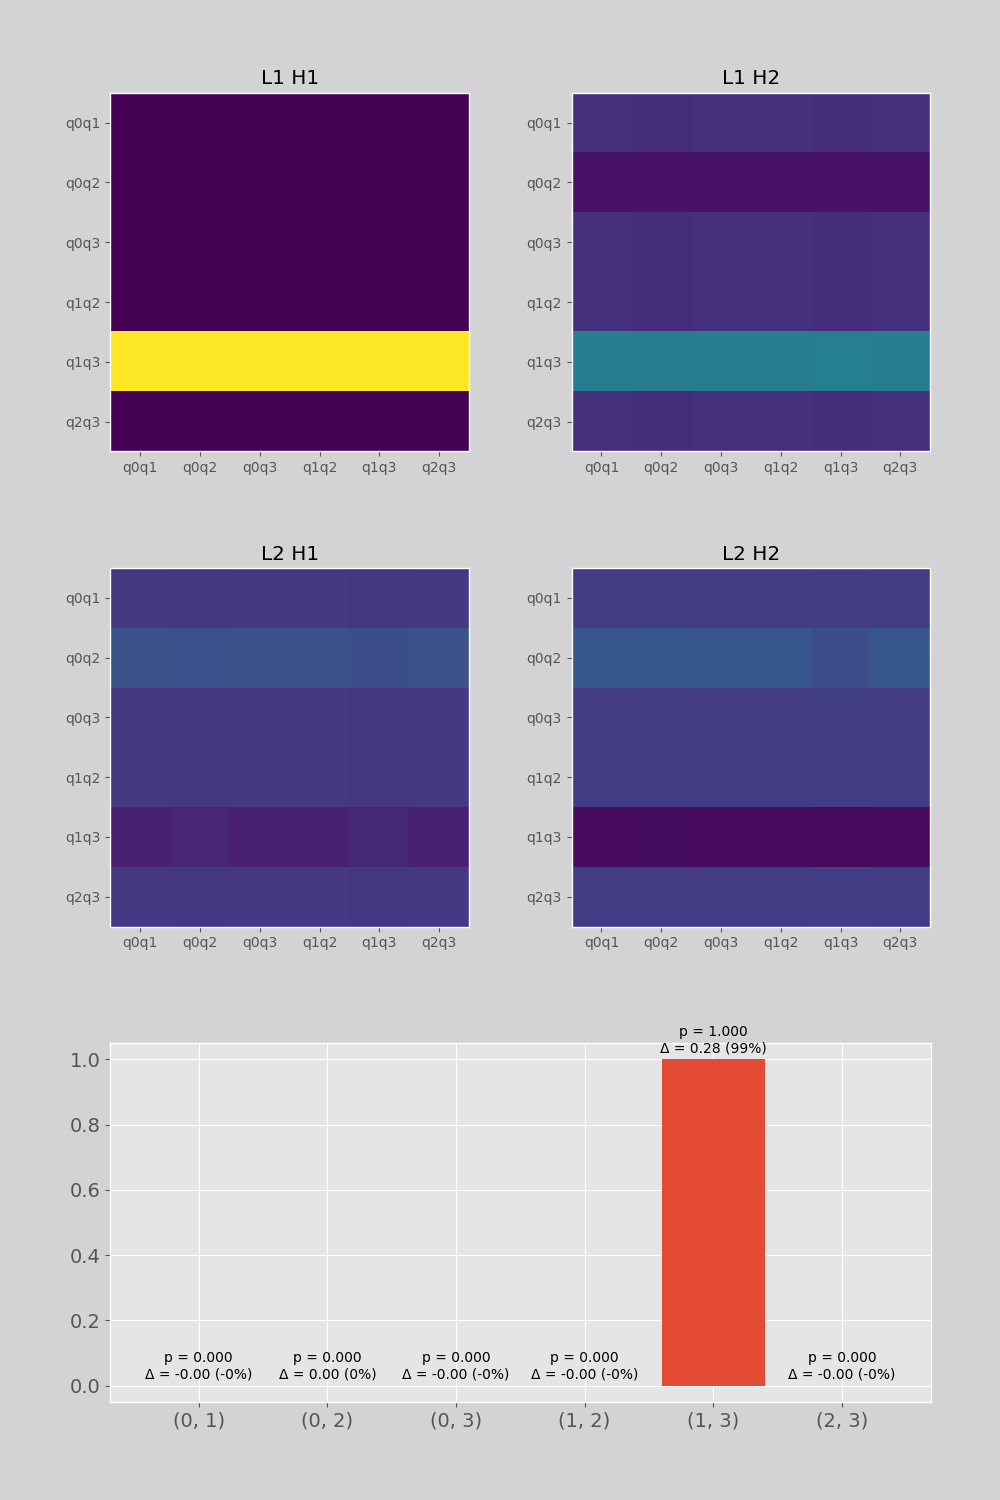 L1 H1
L1 H2
q0q1
q0q2
q0q3
q1q2
q1q3
q2q3
q0q1 q0q2 q0q3 q1q2 q1q3 q2q3
q0q1
q0q2
q0q3
q1q2
q1q3
q2q3
q0q1 q0q2 q0q3 q1q2 q1q3 q2q3
L2 H1
L2 H2
q0q1
q0q2
q0q3
q1q2
q1q3
q2q3
q0q1 q0q2 q0q3 q1q2 q1q3 q2q3
q0q1
q0q2
q0q3
q1q2
q1q3
q2q3
q0q1 q0q2 q0q3 q1q2 q1q3 q2q3
1.0
0.8
0.6
0.4
0.2
0.0
p = 0.000
Δ = -0.00 (-0%)
p = 0.000
Δ = 0.00 (0%)
p = 0.000
Δ = -0.00 (-0%)
p = 0.000
Δ = -0.00 (-0%)
p = 1.000
Δ = 0.28 (99%)
p = 0.000
Δ = -0.00 (-0%)
(0, 1) (0, 2) (0, 3) (1, 2) (1, 3) (2, 3)